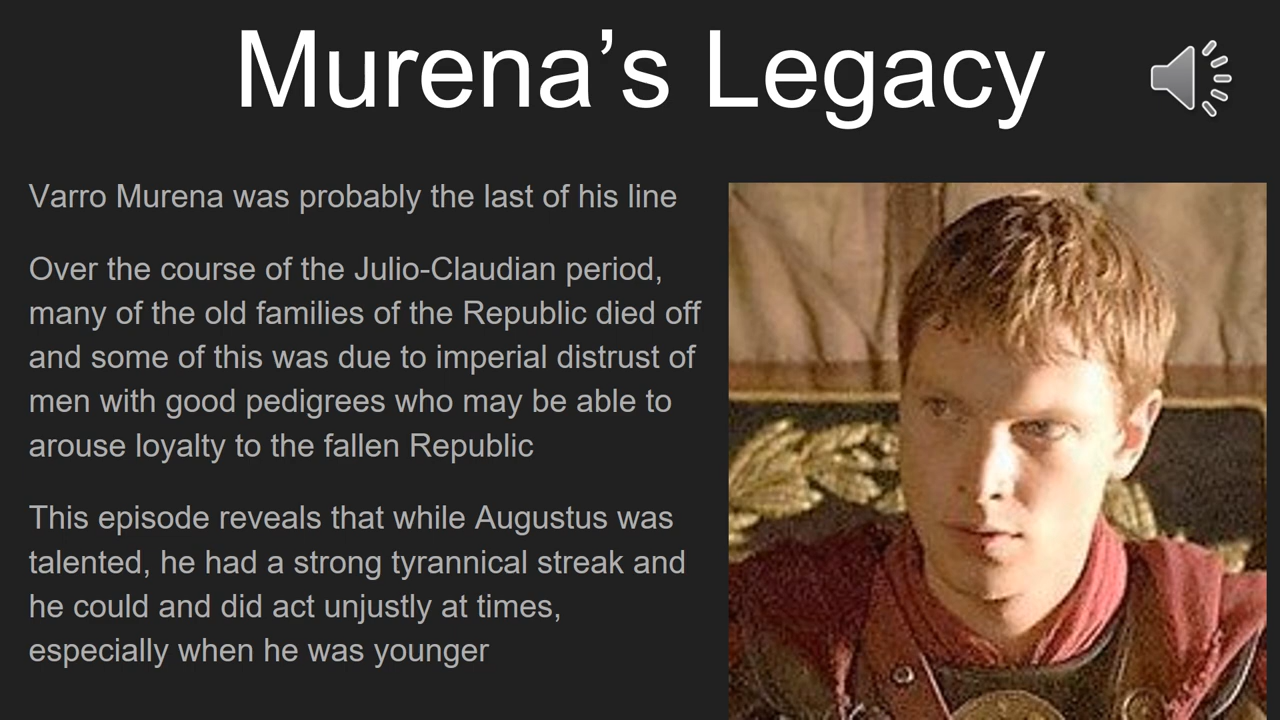 Murena’s Legacy
Varro Murena was probably the last of his line
Over the course of the Julio-Claudian period,
many of the old families of the Republic died off
and some of this was due to imperial distrust of
men with good pedigrees who may be able to
arouse loyalty to the fallen Republic
This episode reveals that while Augustus was
talented, he had a strong tyrannical streak and
he could and did act unjustly at times,
especially when he was younger